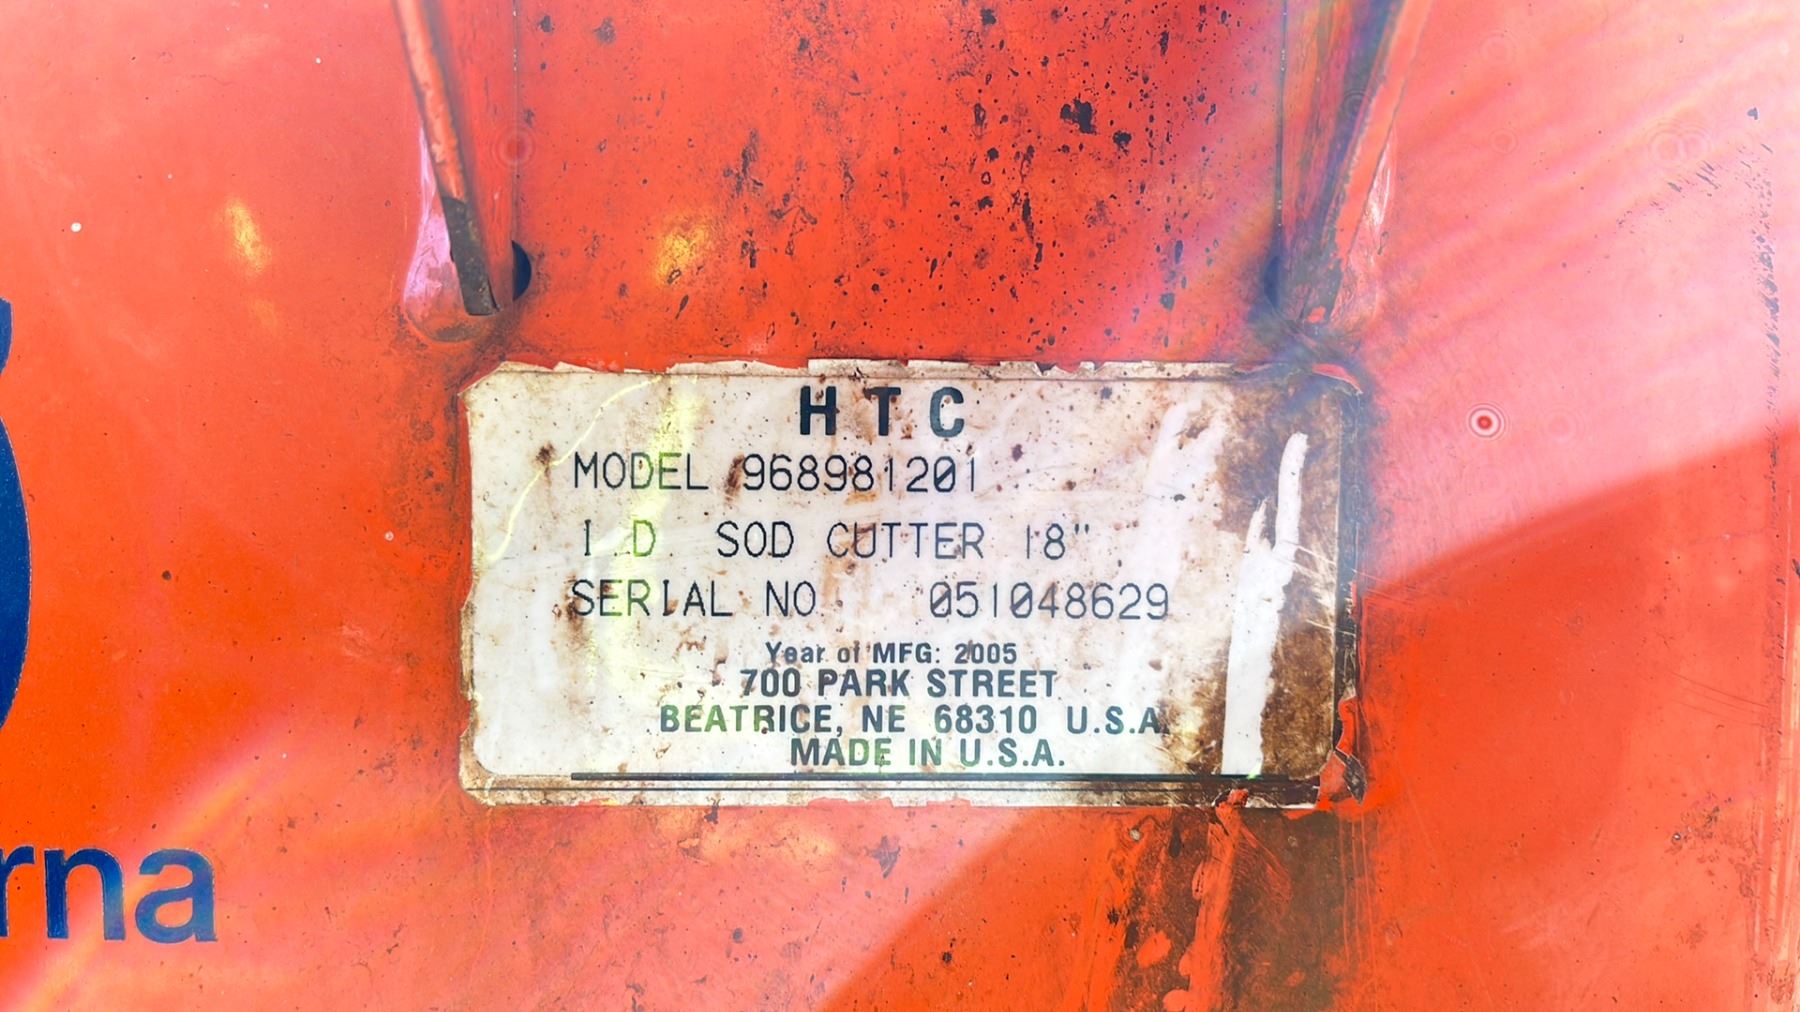 HTC
MODEL 968981201
I.D. SOD CUTTER 18"
SERIAL NO 051048629
Year of MFG: 2005
700 PARK STREET
BEATRICE, NE 68310 U.S.A.
MADE IN U.S.A.
rna